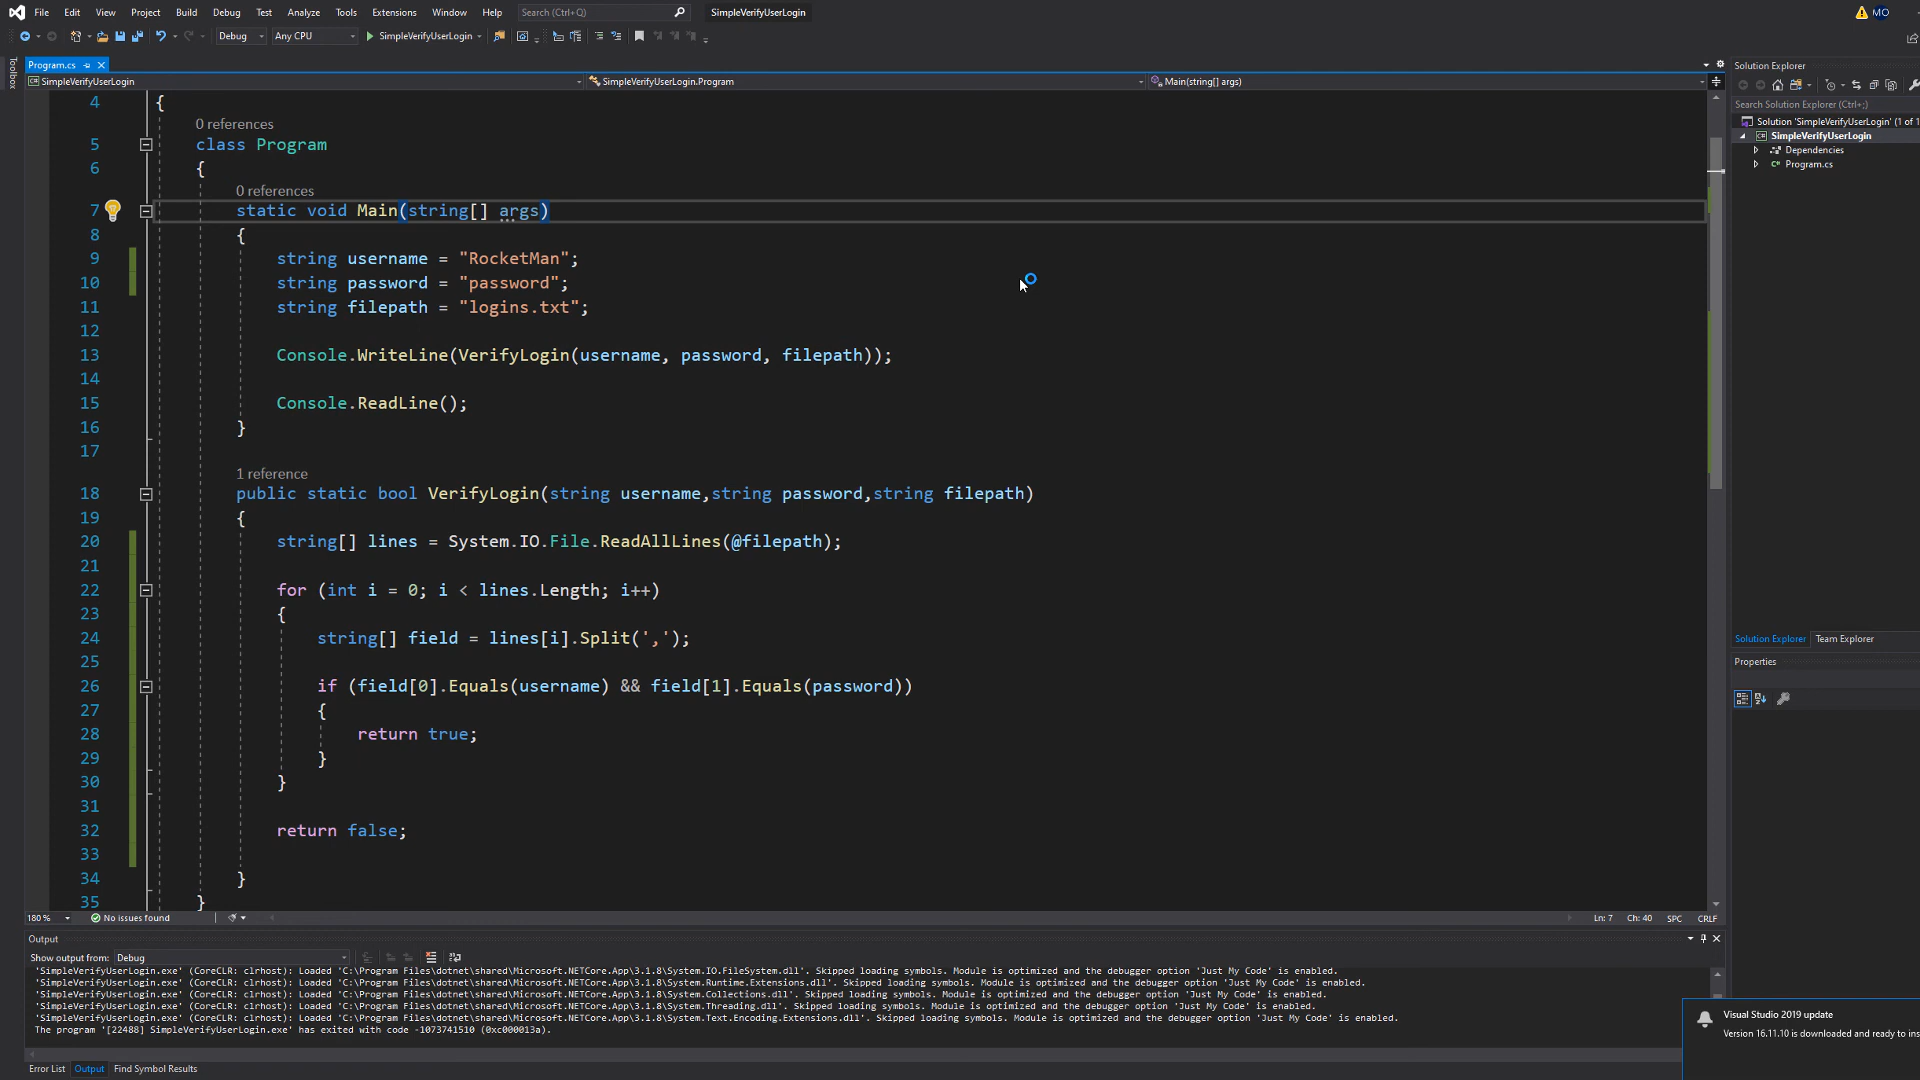 File Edit View Project Build Debug Test Analyze Tools Extensions Window Help Search (Ctrl+Q) SimpleVerifyUserLogin MO
Debug Any CPU SimpleVerifyUserLogin
Toolbox
Program.cs
SimpleVerifyUserLogin SimpleVerifyUserLogin.Program Main(string[] args)
4 {
0 references
5 class Program
6 {
0 references
7 static void Main(string[] args)
8 {
9 string username = "RocketMan";
10 string password = "password";
11 string filepath = "logins.txt";
12
13 Console.WriteLine(VerifyLogin(username, password, filepath));
14
15 Console.ReadLine();
16 }
17
1 reference
18 public static bool VerifyLogin(string username,string password,string filepath)
19 {
20 string[] lines = System.IO.File.ReadAllLines(@filepath);
21
22 for (int i = 0; i < lines.Length; i++)
23 {
24 string[] field = lines[i].Split(',');
25
26 if (field[0].Equals(username) && field[1].Equals(password))
27 {
28 return true;
29 }
30 }
31
32 return false;
33
34 }
35 }
180 % No issues found Ln: 7 Ch: 40 SPC CRLF
Output
Show output from: Debug
'SimpleVerifyUserLogin.exe' (CoreCLR: clrhost): Loaded 'C:\Program Files\dotnet\shared\Microsoft.NETCore.App\3.1.8\System.IO.FileSystem.dll'. Skipped loading symbols. Module is optimized and the debugger option 'Just My Code' is enabled.
'SimpleVerifyUserLogin.exe' (CoreCLR: clrhost): Loaded 'C:\Program Files\dotnet\shared\Microsoft.NETCore.App\3.1.8\System.Runtime.Extensions.dll'. Skipped loading symbols. Module is optimized and the debugger option 'Just My Code' is enabled.
'SimpleVerifyUserLogin.exe' (CoreCLR: clrhost): Loaded 'C:\Program Files\dotnet\shared\Microsoft.NETCore.App\3.1.8\System.Collections.dll'. Skipped loading symbols. Module is optimized and the debugger option 'Just My Code' is enabled.
'SimpleVerifyUserLogin.exe' (CoreCLR: clrhost): Loaded 'C:\Program Files\dotnet\shared\Microsoft.NETCore.App\3.1.8\System.Threading.dll'. Skipped loading symbols. Module is optimized and the debugger option 'Just My Code' is enabled.
'SimpleVerifyUserLogin.exe' (CoreCLR: clrhost): Loaded 'C:\Program Files\dotnet\shared\Microsoft.NETCore.App\3.1.8\System.Text.Encoding.Extensions.dll'. Skipped loading symbols. Module is optimized and the debugger option 'Just My Code' is enabled.
The program '[22488] SimpleVerifyUserLogin.exe' has exited with code -1073741510 (0xc000013a).
Error List Output Find Symbol Results
Solution Explorer
Search Solution Explorer (Ctrl+;)
Solution 'SimpleVerifyUserLogin' (1 of 1
SimpleVerifyUserLogin
Dependencies
Program.cs
Solution Explorer Team Explorer
Properties
Visual Studio 2019 update
Version 16.11.10 is downloaded and ready to ins